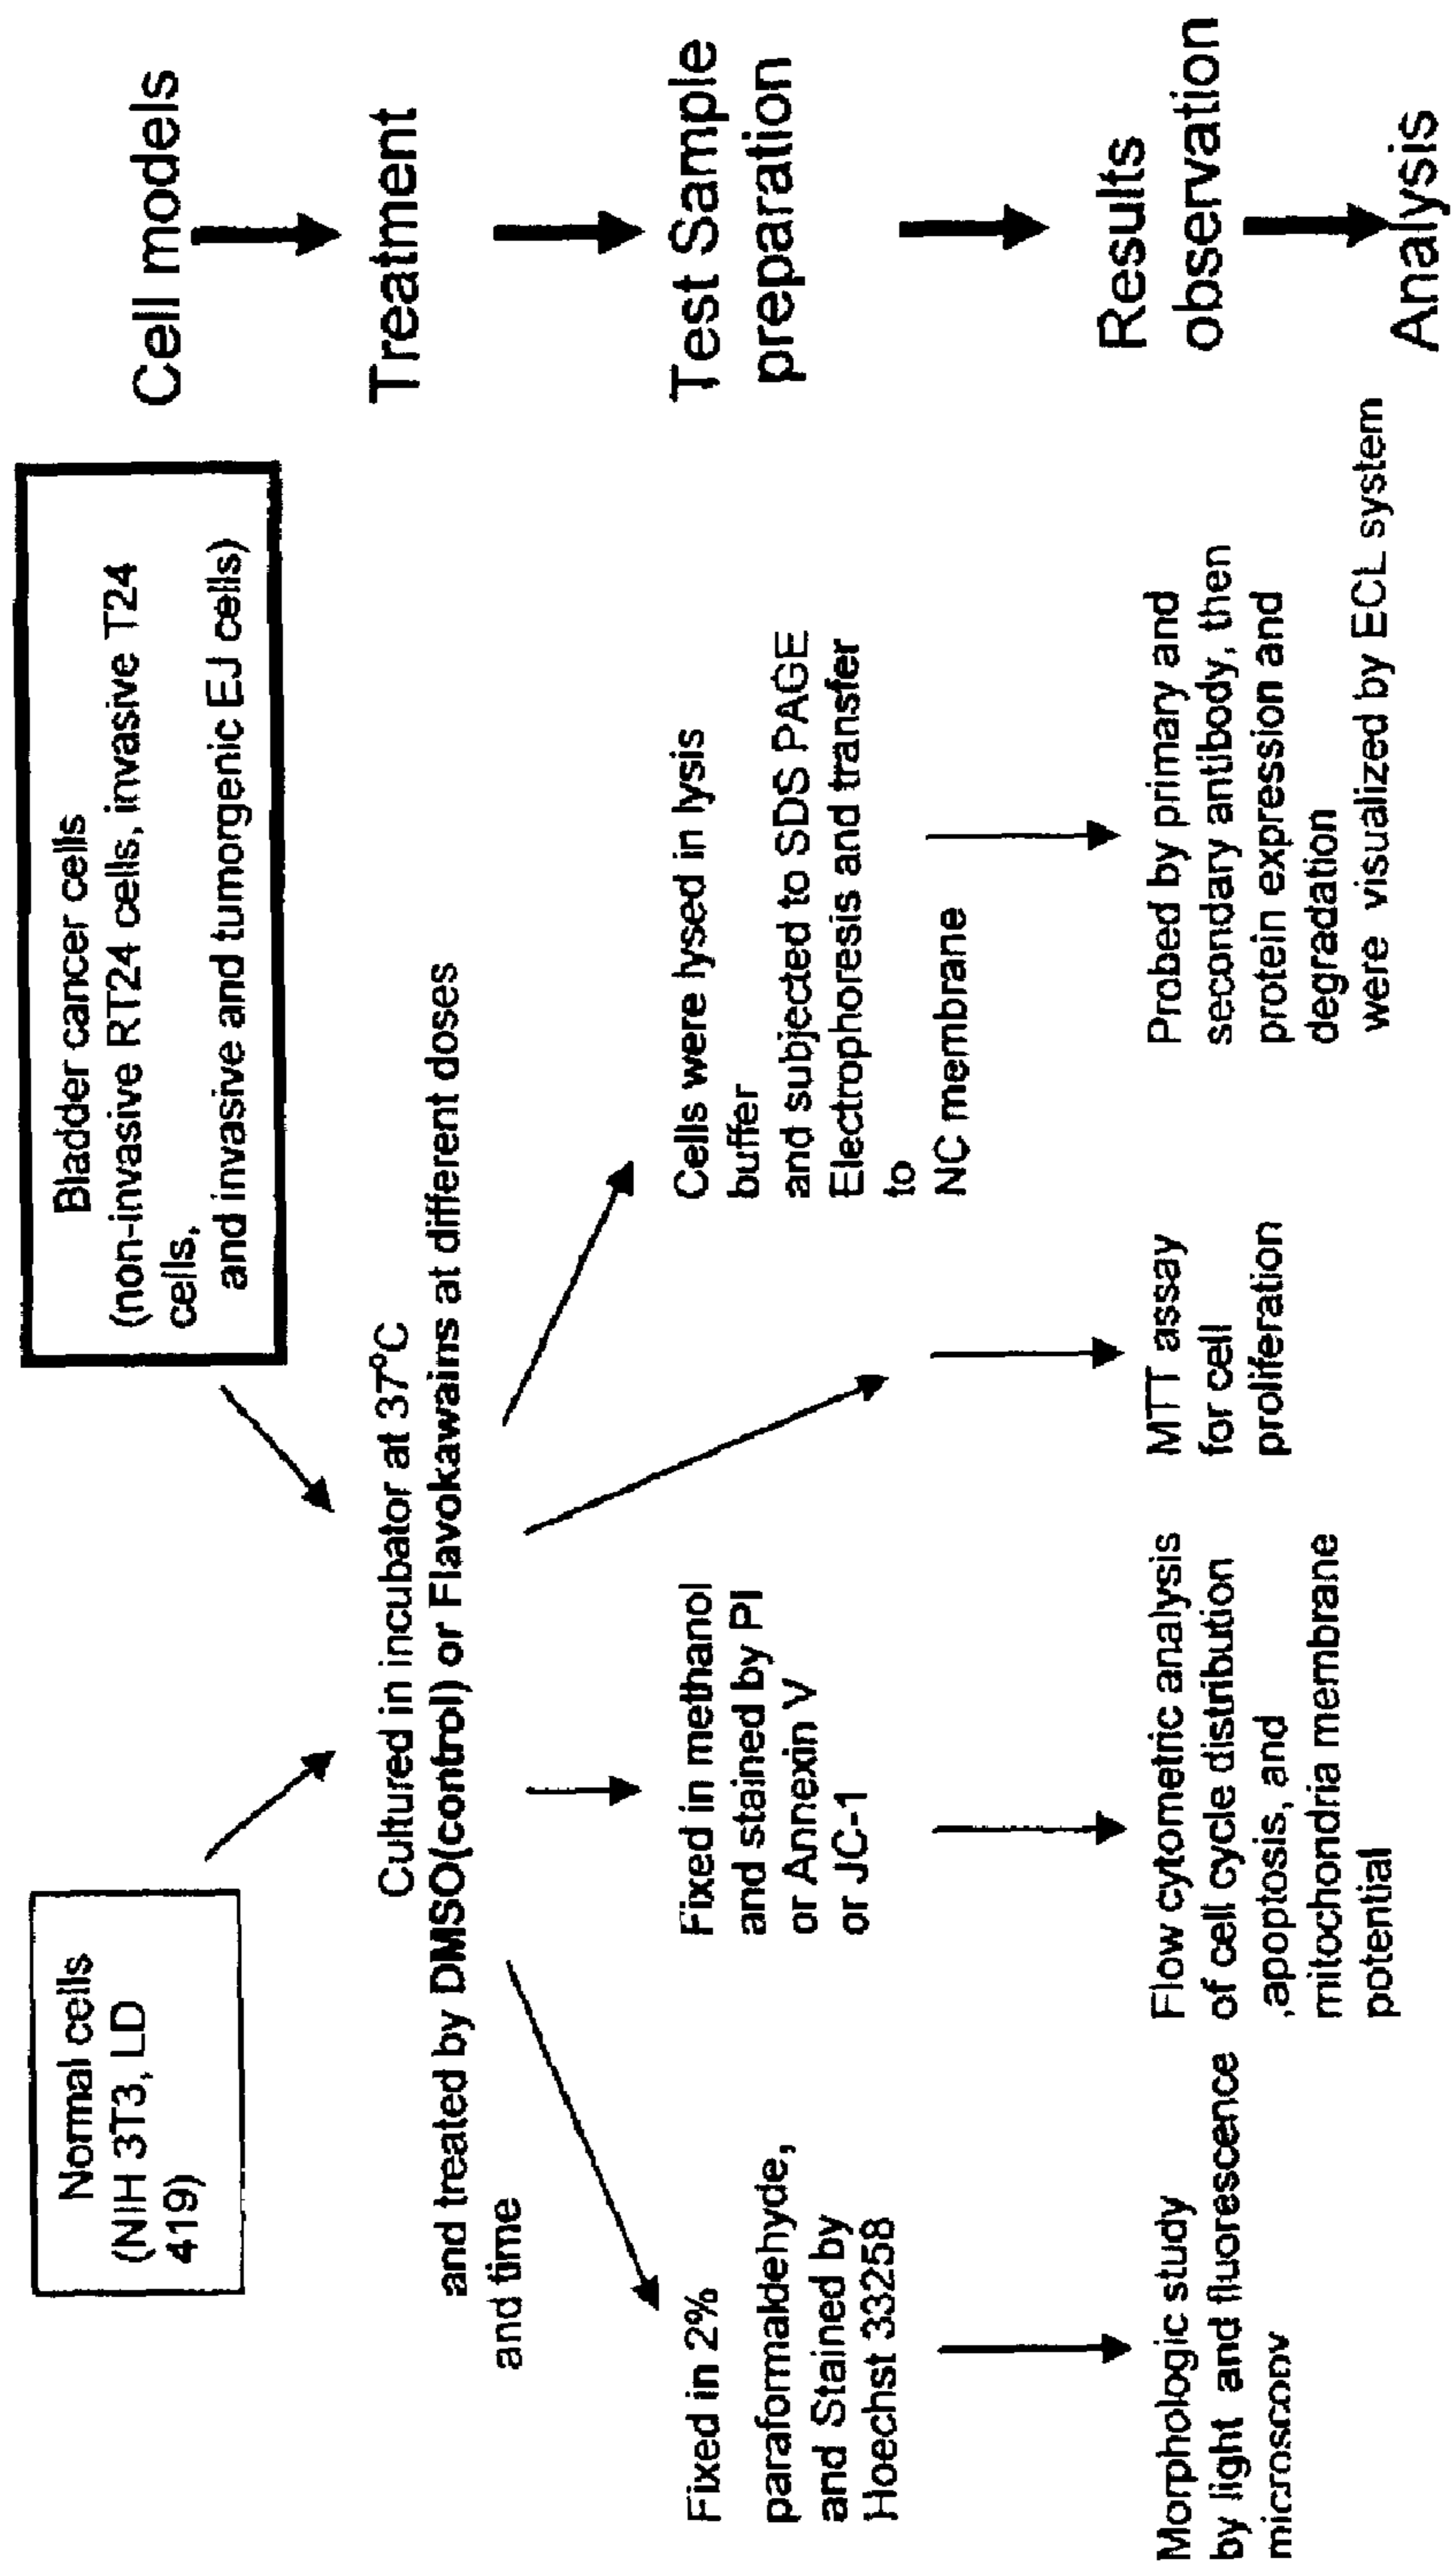 Normal cells
(NIH 3T3, LD
419)
Bladder cancer cells
(non-invasive RT24 cells, invasive T24
cells,
and invasive and tumorgenic EJ cells)
Cell models
Cultured in incubator at 37°C
and treated by DMSO(control) or Flavokawains at different doses
and time
Treatment
Fixed in 2%
paraformaldehyde,
and Stained by
Hoechst 33258
Fixed in methanol
and stained by PI
or Annexin V
or JC-1
Cells were lysed in lysis
buffer
and subjected to SDS PAGE
Electrophoresis and transfer
to
NC membrane
Test Sample
preparation
Morphologic study
by light and fluorescence
microscopy
Flow cytometric analysis
of cell cycle distribution
,apoptosis, and
mitochondria membrane
potential
MTT assay
for cell
proliferation
Probed by primary and
secondary antibody, then
protein expression and
degradation
were visualized by ECL system
Results
observation
Analysis